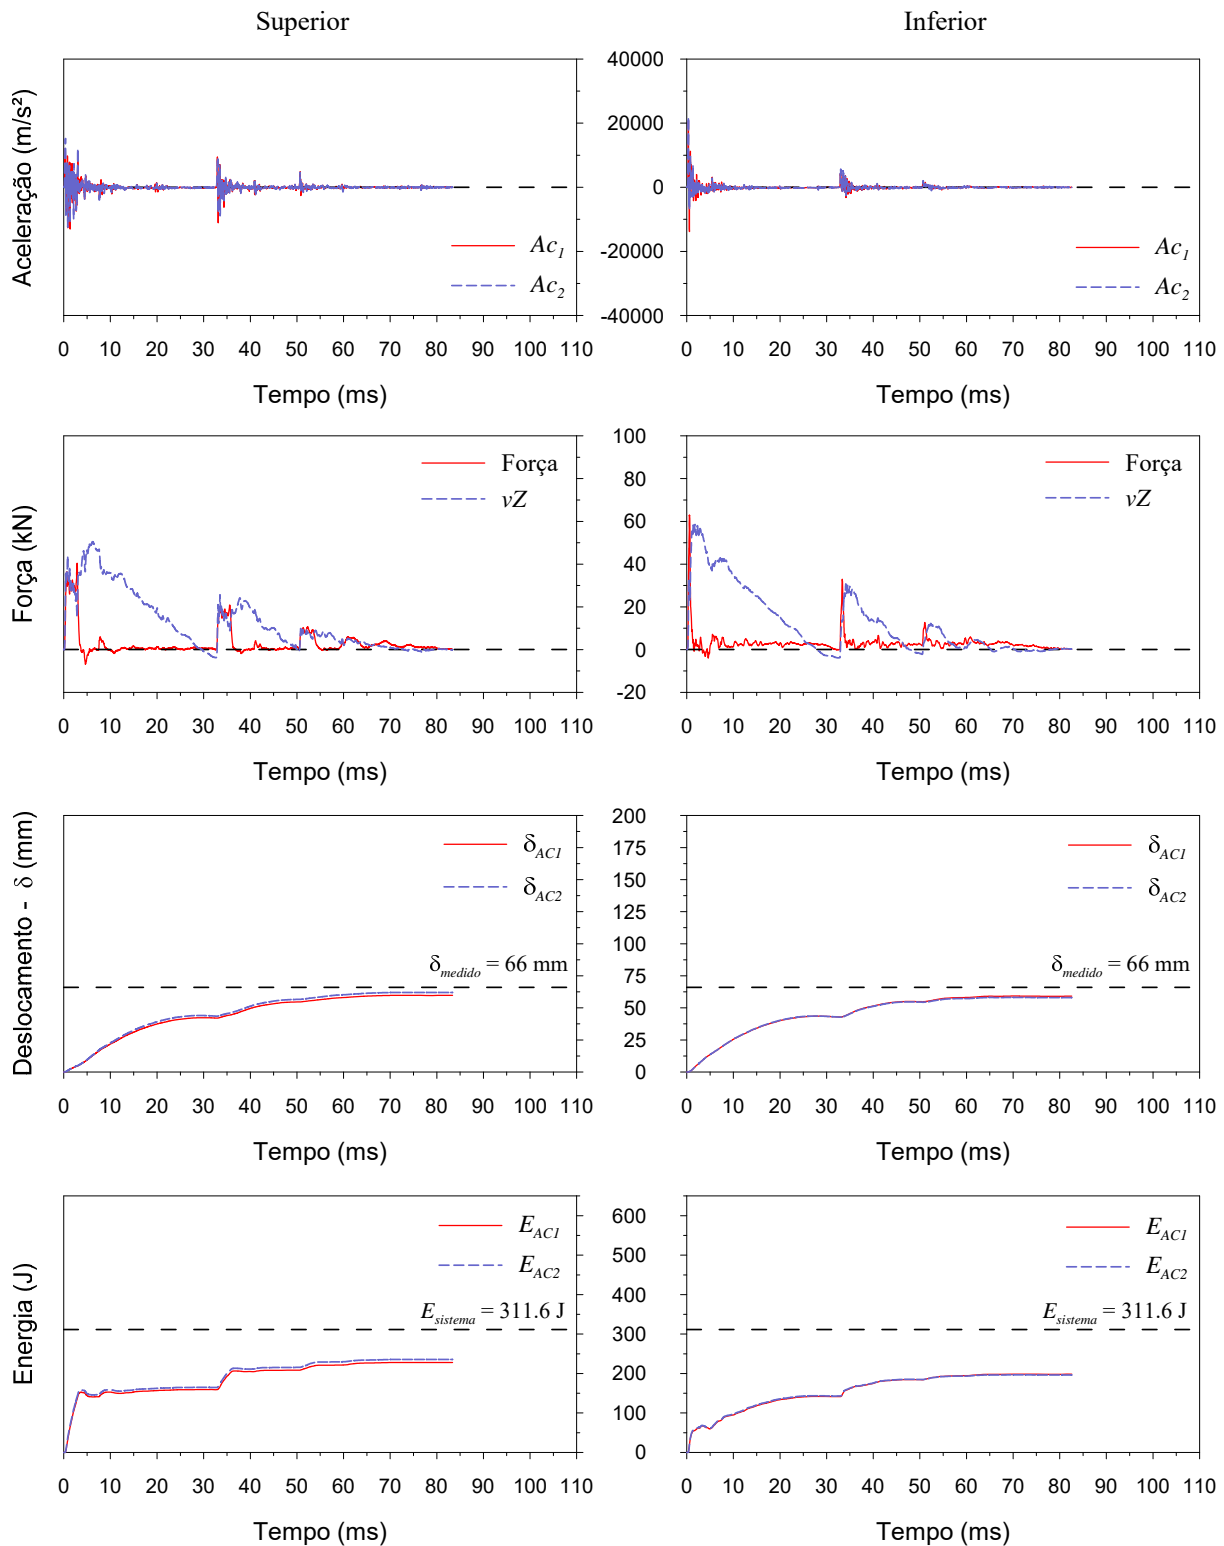 Superior Inferior
Aceleração (m/s²)
40000
20000
0
-20000
-40000
Ac1
Ac2
Ac1
Ac2
0 10 20 30 40 50 60 70 80 90 100 110
0 10 20 30 40 50 60 70 80 90 100 110
Tempo (ms) Tempo (ms)
Força (kN)
100
80
60
40
20
0
-20
Força
vZ
Força
vZ
0 10 20 30 40 50 60 70 80 90 100 110
0 10 20 30 40 50 60 70 80 90 100 110
Tempo (ms) Tempo (ms)
Deslocamento - δ (mm)
200
175
150
125
100
75
50
25
0
δAC1
δAC2
δmedido = 66 mm
δAC1
δAC2
δmedido = 66 mm
0 10 20 30 40 50 60 70 80 90 100 110
0 10 20 30 40 50 60 70 80 90 100 110
Tempo (ms) Tempo (ms)
Energia (J)
600
500
400
300
200
100
0
EAC1
EAC2
Esistema = 311.6 J
EAC1
EAC2
Esistema = 311.6 J
0 10 20 30 40 50 60 70 80 90 100 110
0 10 20 30 40 50 60 70 80 90 100 110
Tempo (ms) Tempo (ms)